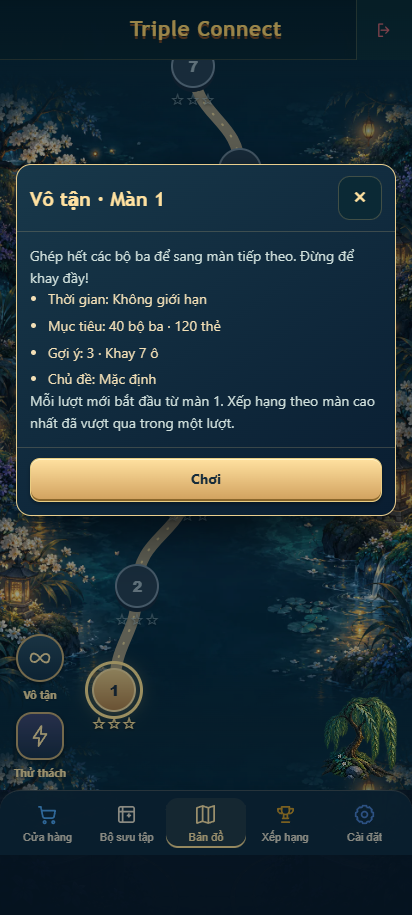 Triple Connect
7
Vô tận • Màn 1
×
Ghép hết các bộ ba để sang màn tiếp theo. Đừng để
khay đầy!
• Thời gian: Không giới hạn
• Mục tiêu: 40 bộ ba · 120 thẻ
• Gợi ý: 3 · Khay 7 ô
• Chủ đề: Mặc định
Mỗi lượt mới bắt đầu từ màn 1. Xếp hạng theo màn cao
nhất đã vượt qua trong một lượt.
Chơi
2
Vô tận
1
Thử thách
Cửa hàng
Bộ sưu tập
Bản đồ
Xếp hạng
Cài đặt